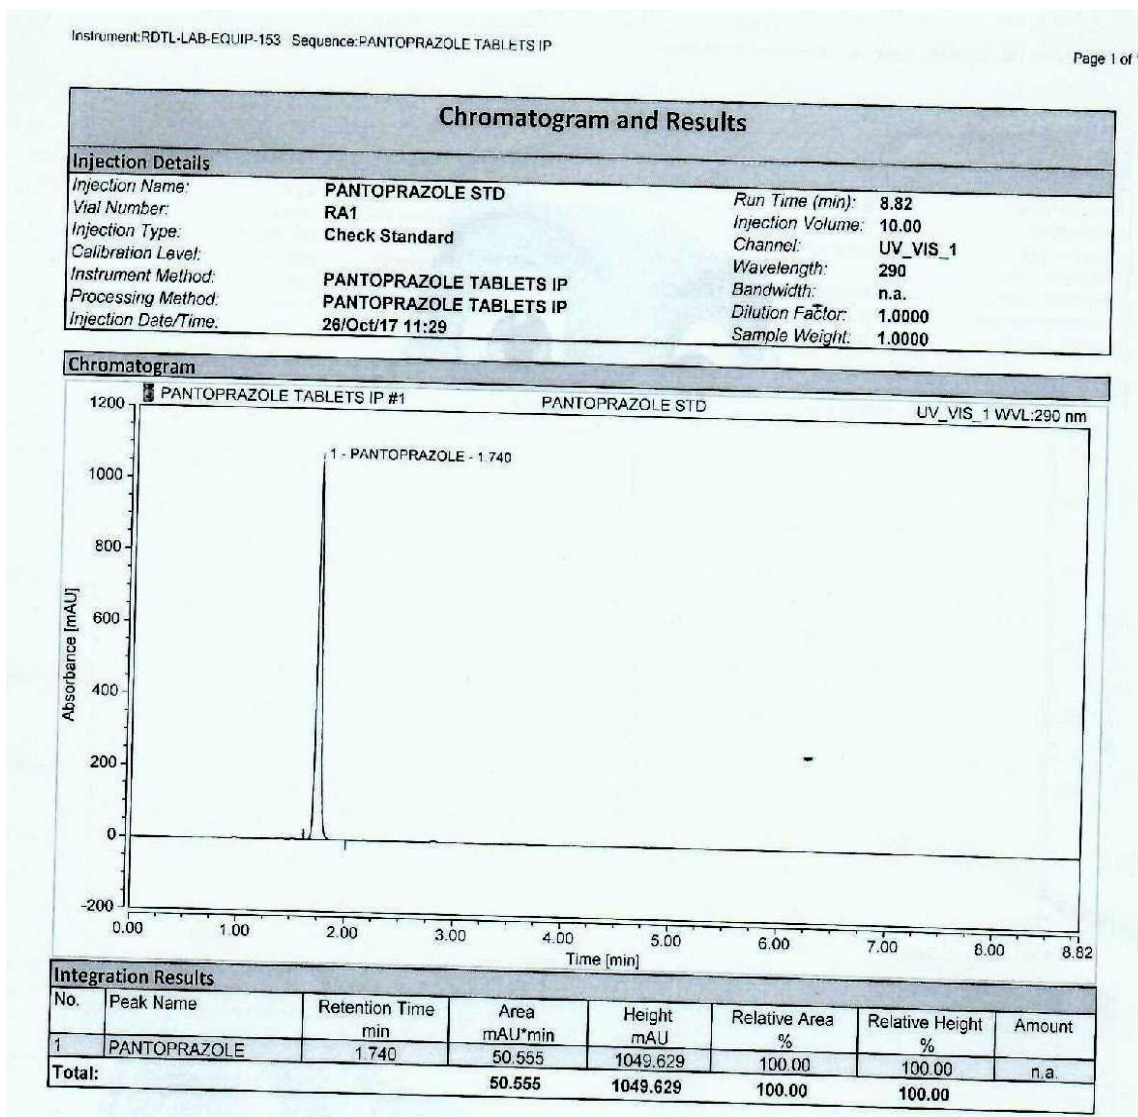 Instrument:RDTL-LAB-EQUIP-153 Sequence:PANTOPRAZOLE TABLETS IP
Page 1 of
Chromatogram and Results
Injection Details
Injection Name: PANTOPRAZOLE STD Run Time (min): 8.82
Vial Number: RA1 Injection Volume: 10.00
Injection Type: Check Standard Channel: UV_VIS_1
Calibration Level: Wavelength: 290
Instrument Method: PANTOPRAZOLE TABLETS IP Bandwidth: n.a.
Processing Method: PANTOPRAZOLE TABLETS IP Dilution Factor: 1.0000
Injection Date/Time: 26/Oct/17 11:29 Sample Weight: 1.0000
Chromatogram
PANTOPRAZOLE TABLETS IP #1 PANTOPRAZOLE STD UV_VIS_1 WVL:290 nm
1 - PANTOPRAZOLE - 1.740
Absorbance [mAU]
1200
1000
800
600
400
200
0
-200
0.00 1.00 2.00 3.00 4.00 5.00 6.00 7.00 8.00 8.82
Time [min]
Integration Results
No. Peak Name Retention Time Area Height Relative Area Relative Height Amount
min mAU*min mAU % %
1 PANTOPRAZOLE 1.740 50.555 1049.629 100.00 100.00 n.a.
Total: 50.555 1049.629 100.00 100.00